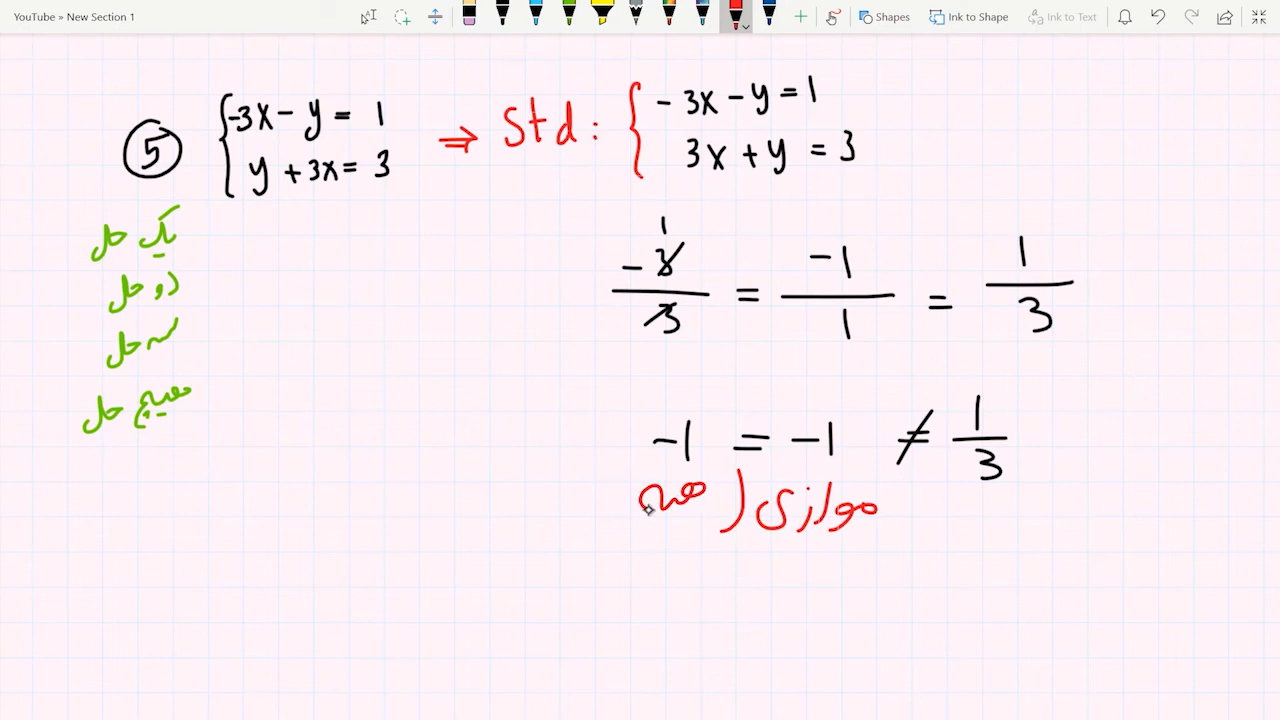 YouTube » New Section 1
Shapes Ink to Shape Ink to Text
5 -3x - y = 1 ⇒ Std: -3x - y = 1
y + 3x = 3 3x + y = 3
یک حل
دو حل
سه حل
هیچ حل
-3/3 = -1/1 = 1/3
1
-1 = -1 ≠ 1/3
موازی (